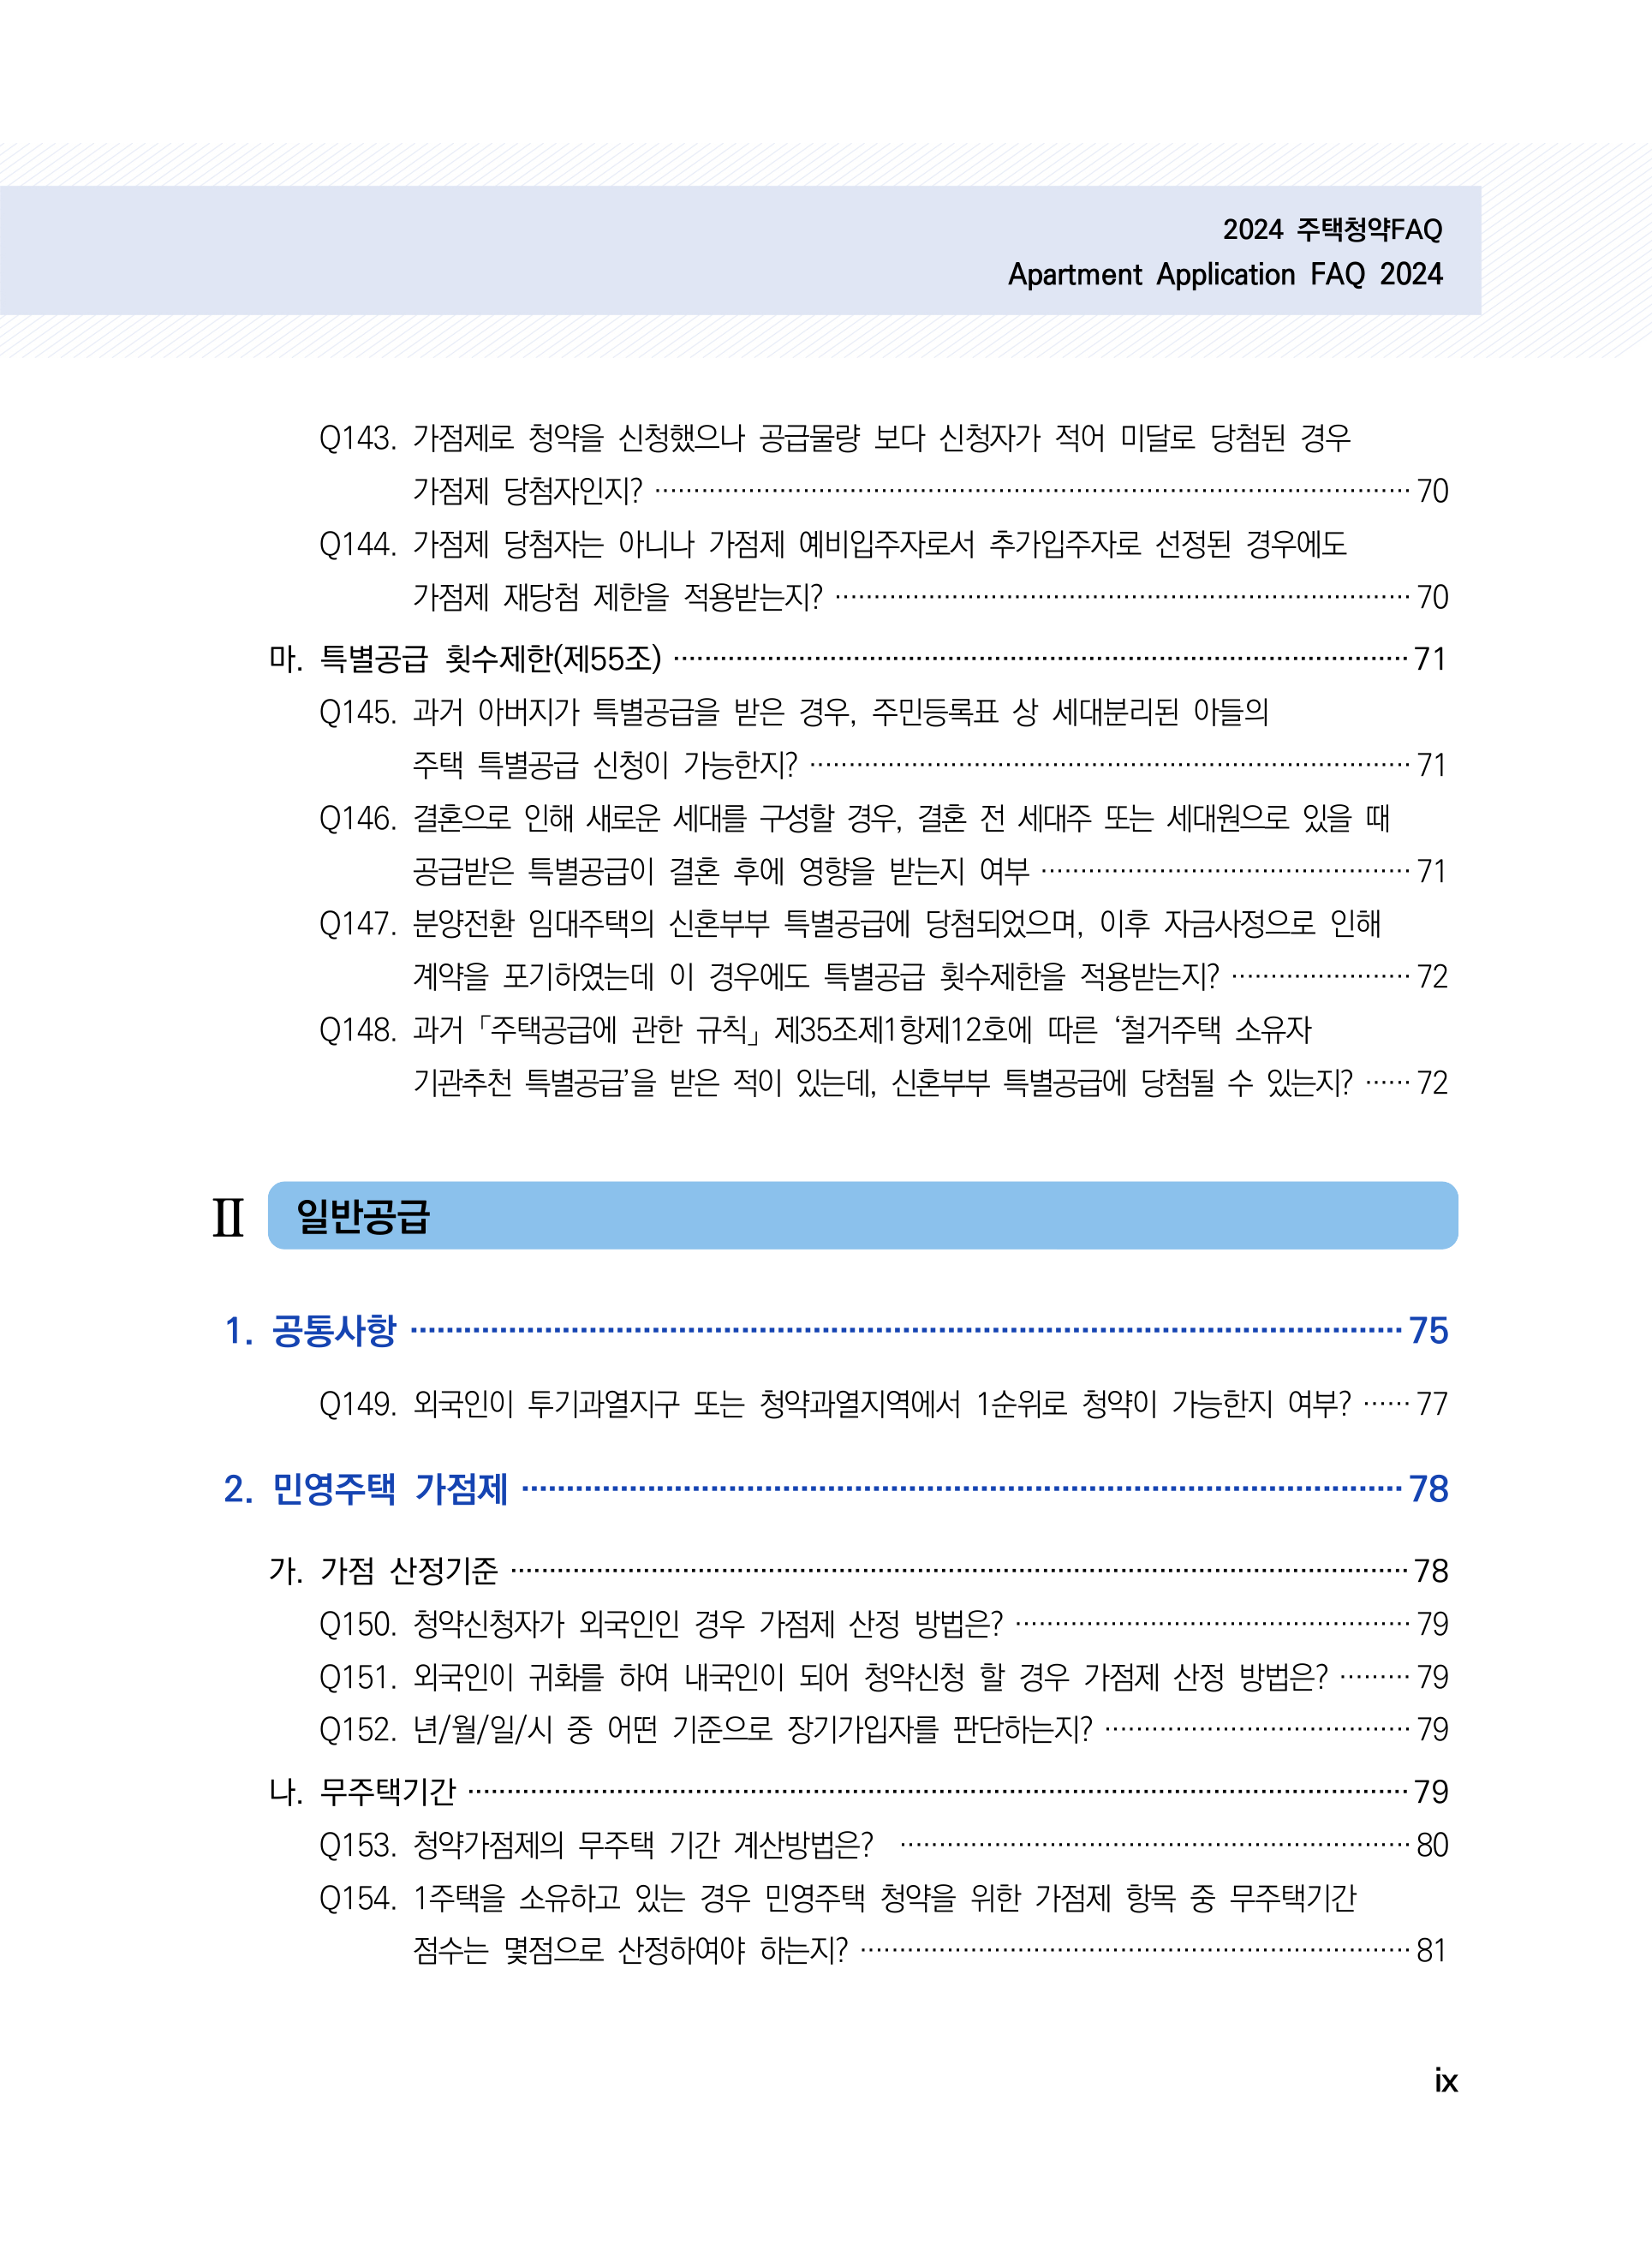 2024 주택청약FAQ
Apartment Application FAQ 2024
Q143. 가점제로 청약을 신청했으나 공급물량 보다 신청자가 적어 미달로 당첨된 경우
가점제 당첨자인지? 70
Q144. 가점제 당첨자는 아니나 가점제 예비입주자로서 추가입주자로 선정된 경우에도
가점제 재당첨 제한을 적용받는지? 70
마. 특별공급 횟수제한(제55조) 71
Q145. 과거 아버지가 특별공급을 받은 경우, 주민등록표 상 세대분리된 아들의
주택 특별공급 신청이 가능한지? 71
Q146. 결혼으로 인해 새로운 세대를 구성할 경우, 결혼 전 세대주 또는 세대원으로 있을 때
공급받은 특별공급이 결혼 후에 영향을 받는지 여부 71
Q147. 분양전환 임대주택의 신혼부부 특별공급에 당첨되었으며, 이후 자금사정으로 인해
계약을 포기하였는데 이 경우에도 특별공급 횟수제한을 적용받는지? 72
Q148. 과거「주택공급에 관한 규칙」제35조제1항제12호에 따른 ‘철거주택 소유자
기관추천 특별공급’을 받은 적이 있는데, 신혼부부 특별공급에 당첨될 수 있는지? 72
Ⅱ 일반공급
1. 공통사항 75
Q149. 외국인이 투기과열지구 또는 청약과열지역에서 1순위로 청약이 가능한지 여부? 77
2. 민영주택 가점제 78
가. 가점 산정기준 78
Q150. 청약신청자가 외국인인 경우 가점제 산정 방법은? 79
Q151. 외국인이 귀화를 하여 내국인이 되어 청약신청 할 경우 가점제 산정 방법은? 79
Q152. 년/월/일/시 중 어떤 기준으로 장기가입자를 판단하는지? 79
나. 무주택기간 79
Q153. 청약가점제의 무주택 기간 계산방법은? 80
Q154. 1주택을 소유하고 있는 경우 민영주택 청약을 위한 가점제 항목 중 무주택기간
점수는 몇점으로 산정하여야 하는지? 81
ix